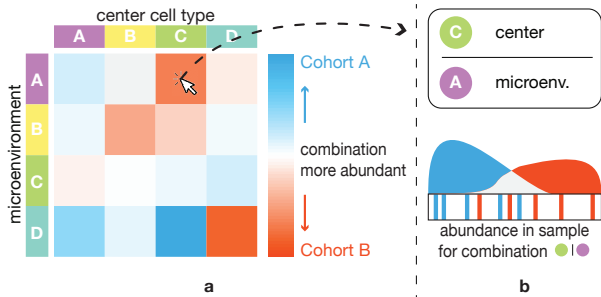 center cell type
A B C D
microenvironment
A
B
C
D
Cohort A
combination
more abundant
Cohort B
a
C center
A microenv.
abundance in sample
for combination |
b